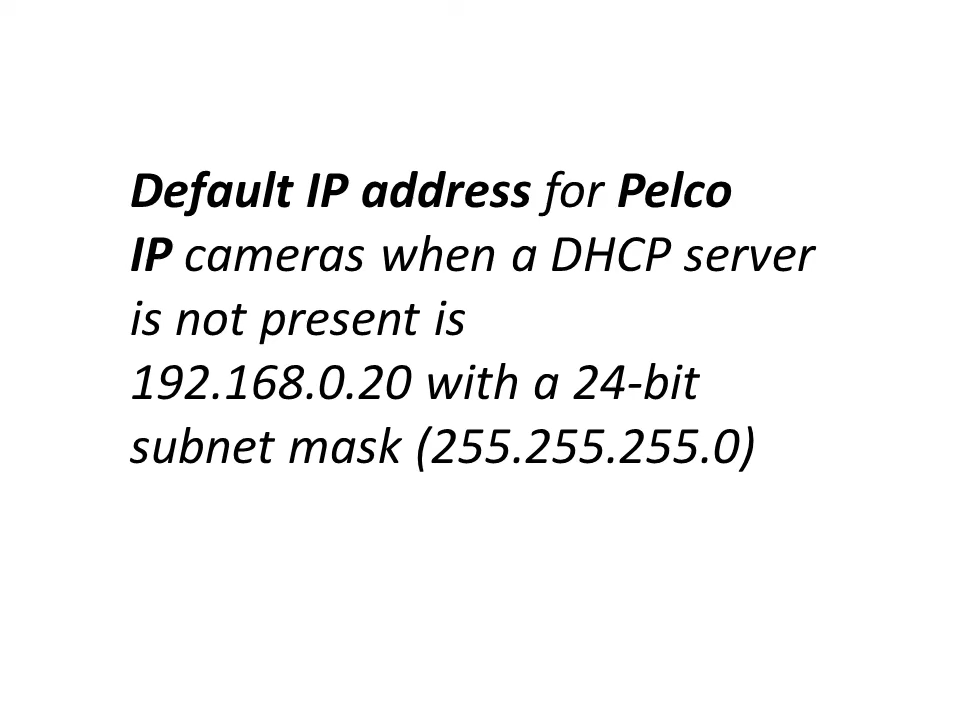 Default IP address for Pelco
IP cameras when a DHCP server
is not present is
192.168.0.20 with a 24-bit
subnet mask (255.255.255.0)